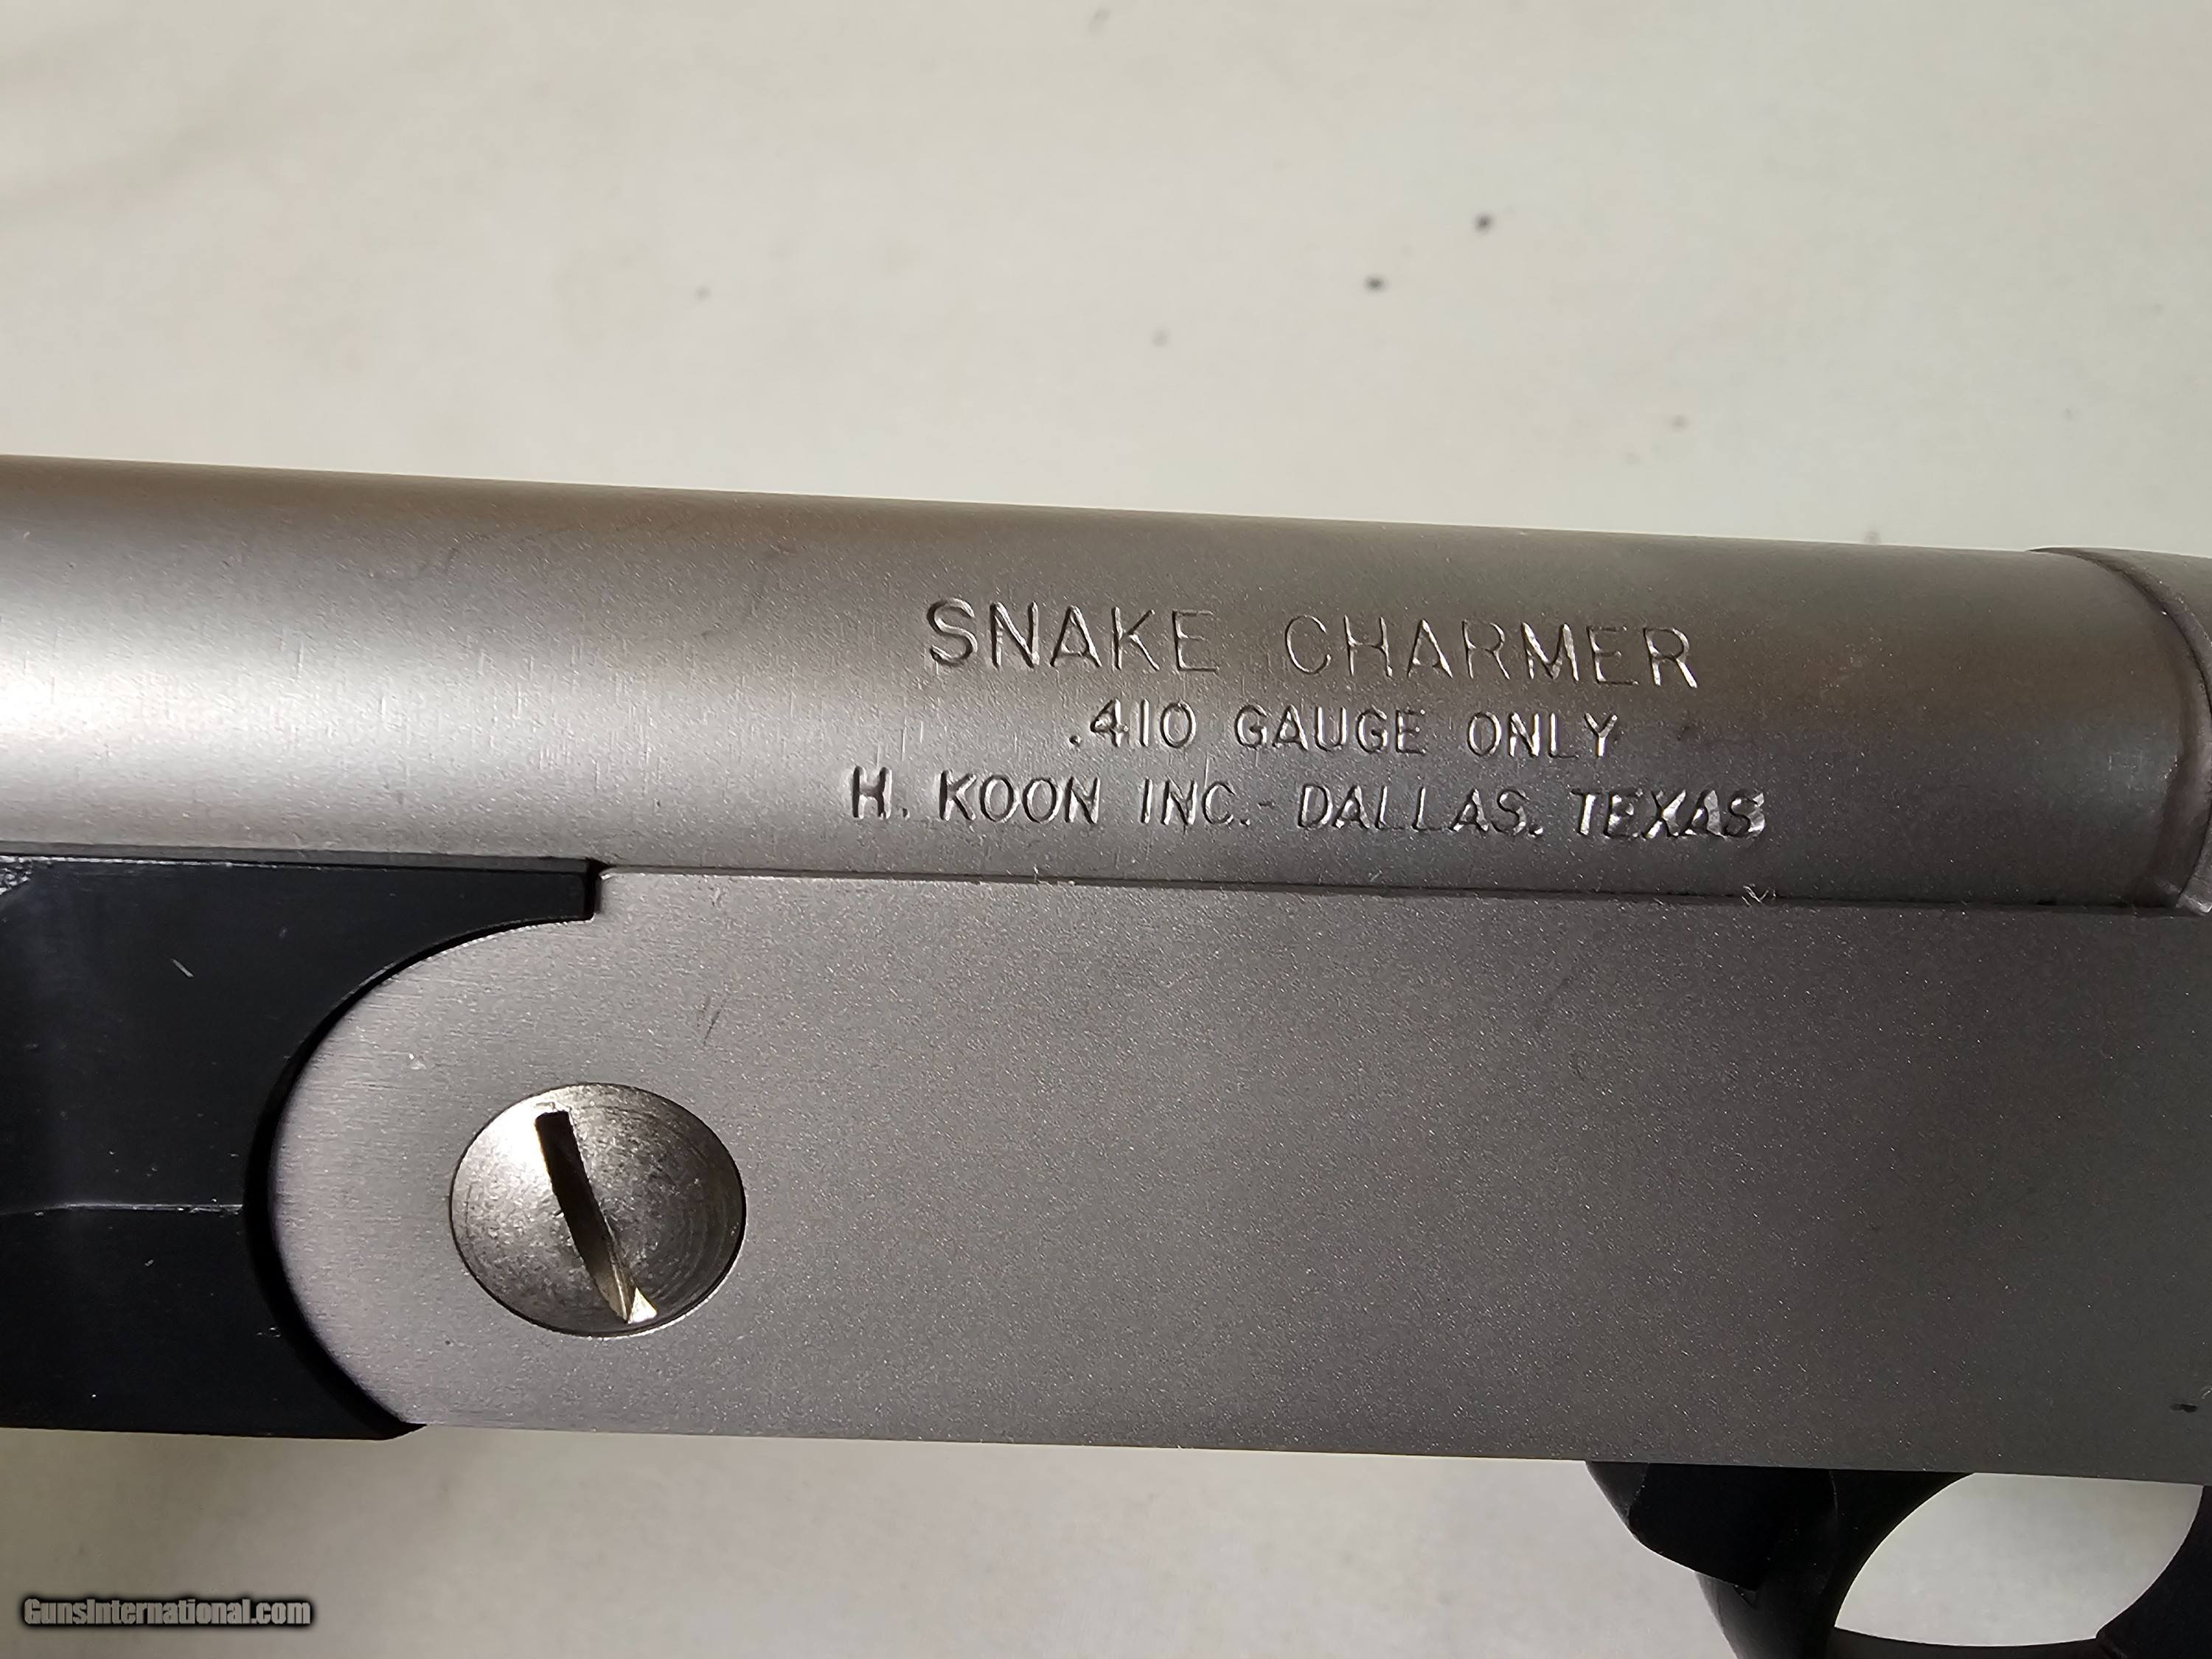 SNAKE CHARMER
.410 GAUGE ONLY
H. KOON INC.-DALLAS, TEXAS
GunsInternational.com